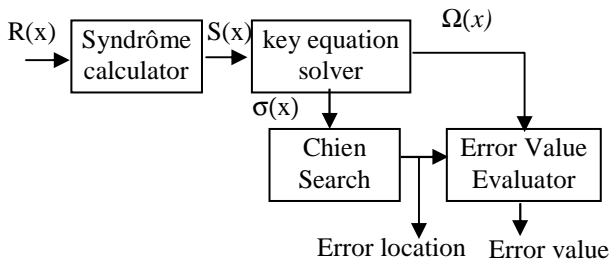 R(x)
Syndrôme
calculator
S(x)
key equation
solver
Ω(x)
σ(x)
Chien
Search
Error Value
Evaluator
Error location
Error value